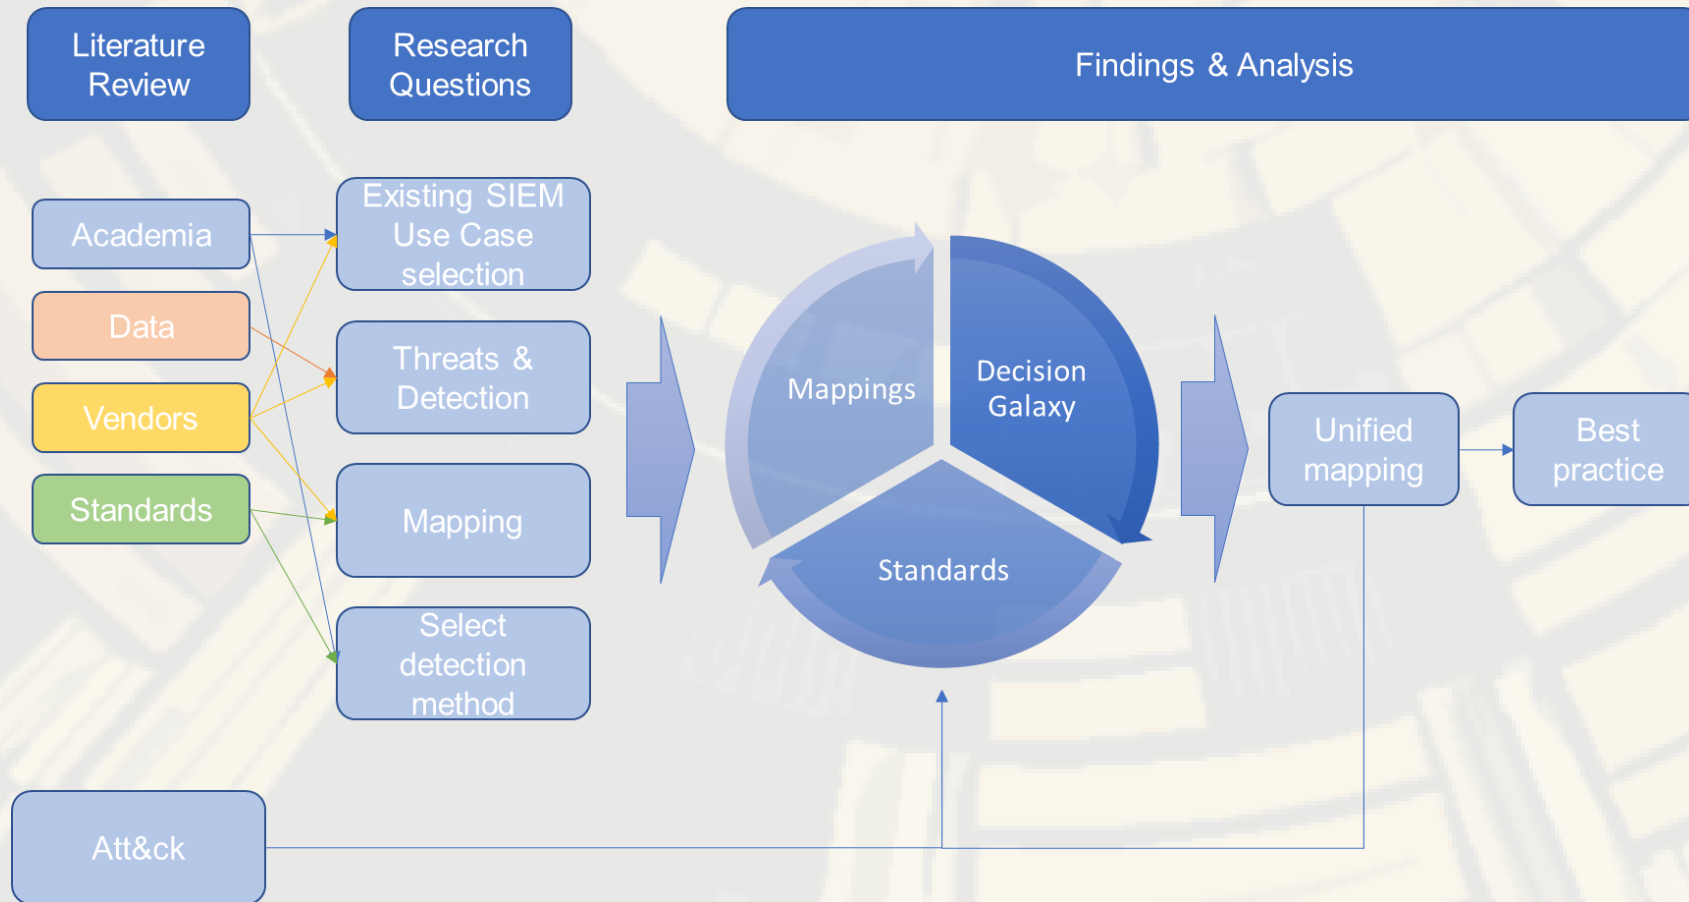 Literature
Review
Research
Questions
Findings & Analysis
Academia
Data
Vendors
Standards
Existing SIEM
Use Case
selection
Threats &
Detection
Mapping
Select
detection
method
Mappings
Decision
Galaxy
Standards
Unified
mapping
Best
practice
Att&ck